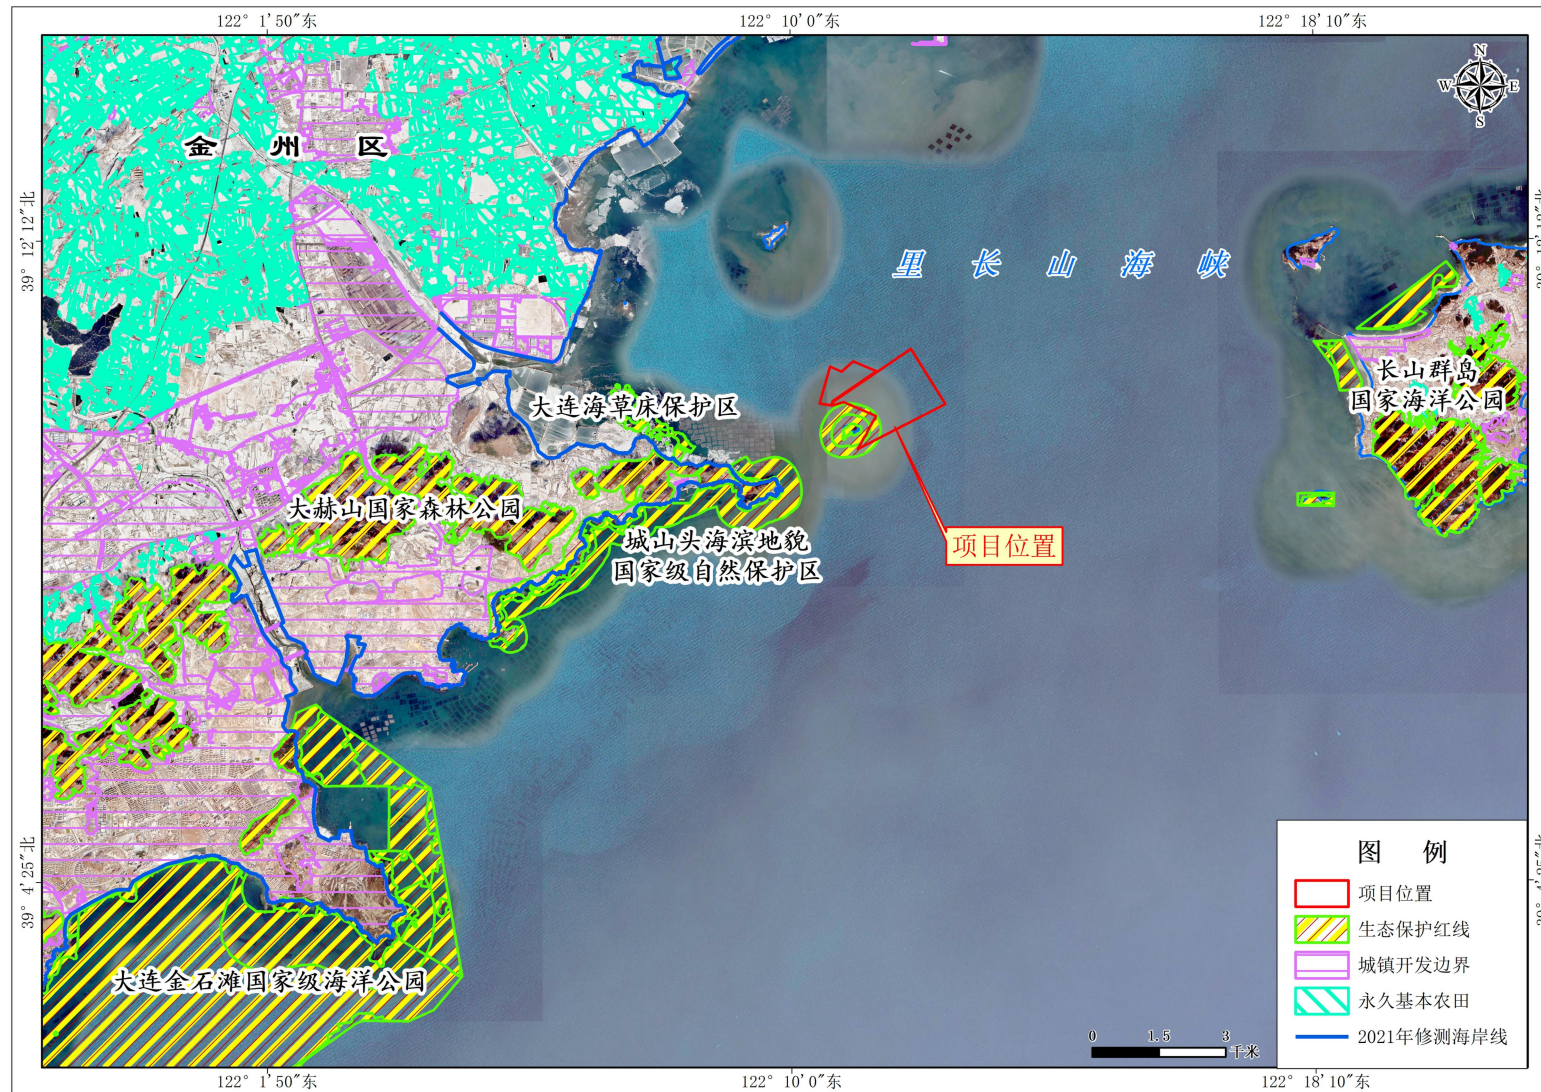 122° 1′50″东
122° 10′0″东
122° 18′10″东
N
W
E
S
金州区
39° 12′12″北
里长山海峡
长山群岛
国家海洋公园
大连海草床保护区
大赫山国家森林公园
城山头海滨地貌
国家级自然保护区
项目位置
39° 4′25″北
大连金石滩国家级海洋公园
图例
项目位置
生态保护红线
城镇开发边界
永久基本农田
2021年修测海岸线
0
1.5
3
千米
122° 1′50″东
122° 10′0″东
122° 18′10″东